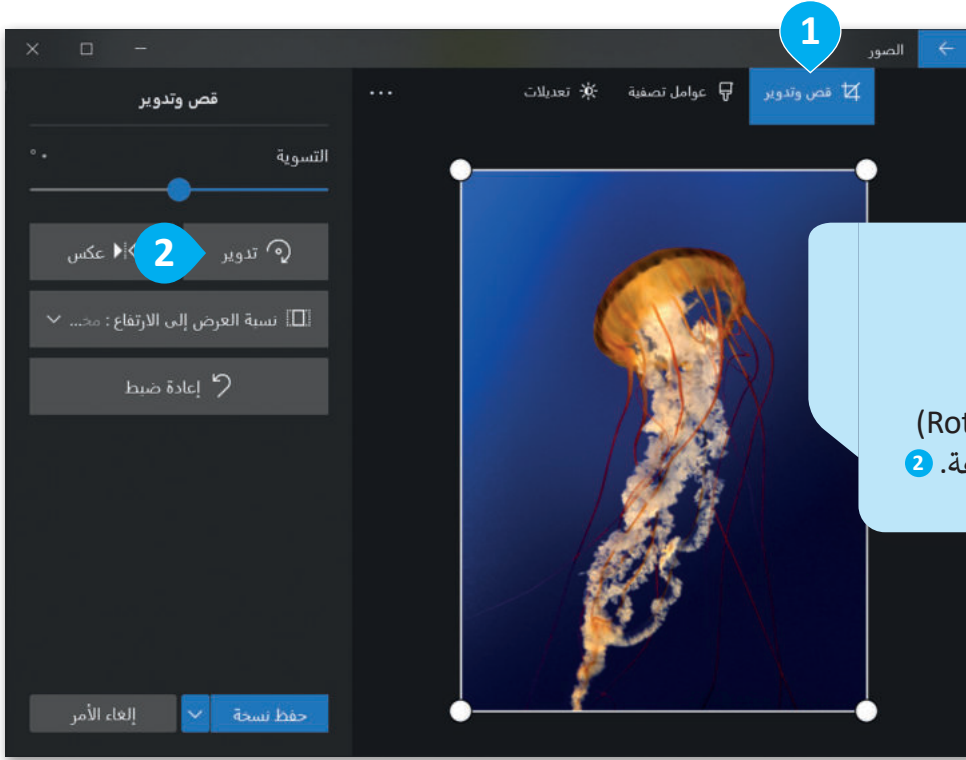 1
الصور
قص وتدوير
عوامل تصفية
تعديلات
...
قص وتدوير
التسوية
°٠
تدوير
2
عكس
نسبة العرض إلى الارتفاع : مخـ...
إعادة ضبط
(Rot
2
حفظ نسخة
إلغاء الأمر